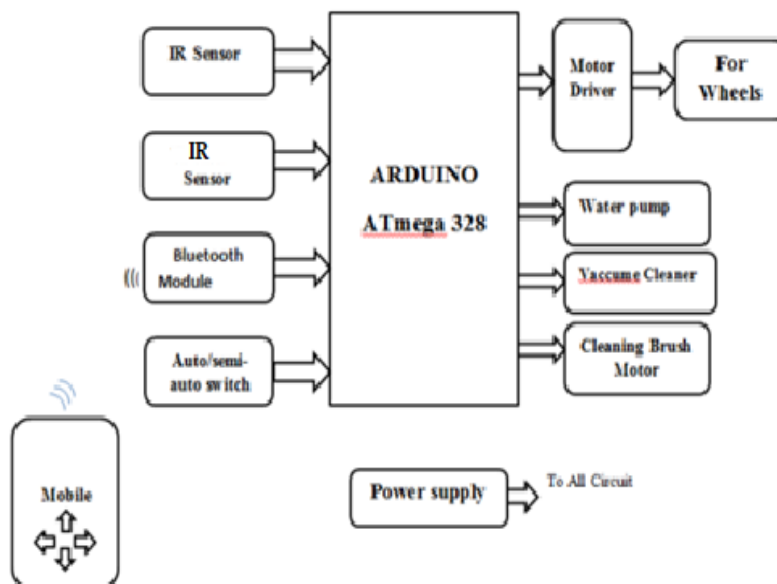 IR Sensor
IR
Sensor
Bluetooth
Module
Auto/semi-
auto switch
Mobile
ARDUINO
ATmega 328
Motor
Driver
For
Wheels
Water pump
Vaccume Cleaner
Cleaning Brush
Motor
Power supply
To All Circuit